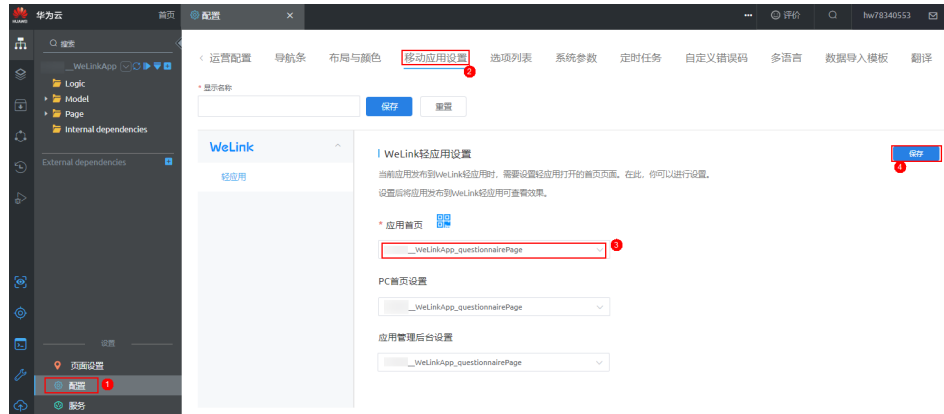 HUAWEI 华为云 首页 配置 × ··· 评价 hw78340553
搜索
__WeLinkApp
Logic
Model
Page
Internal dependencies
External dependencies
设置
页面设置
配置 1
服务
运营配置 导航条 布局与颜色 移动应用设置 选项列表 系统参数 定时任务 自定义错误码 多语言 数据导入模板 翻译
2
* 显示名称
保存 重置
WeLink
轻应用
WeLink轻应用设置 保存
4
当前应用发布到WeLink轻应用时，需要设置轻应用打开的首页页面。在此，你可以进行设置。
设置后将应用发布到WeLink轻应用可查看效果。
* 应用首页
__WeLinkApp_questionnairePage 3
PC首页设置
__WeLinkApp_questionnairePage
应用管理后台设置
__WeLinkApp_questionnairePage